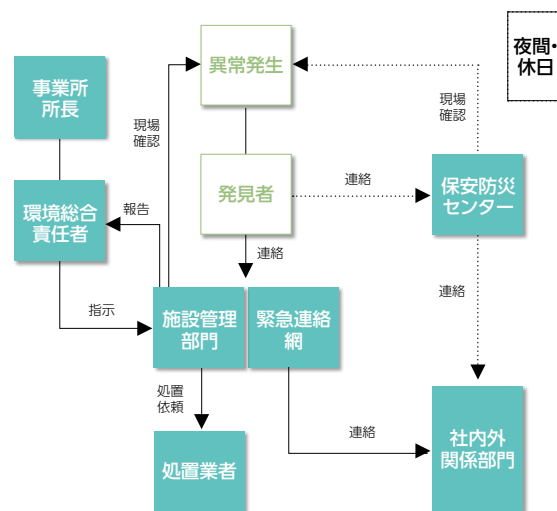 夜間・
休日
異常発生
事業所
所長
現場
確認
現場
確認
発見者
連絡
保安防災
センター
環境総合
責任者
報告
連絡
連絡
指示
施設管理
部門
緊急連絡
網
処置
依頼
連絡
処置業者
社内外
関係部門